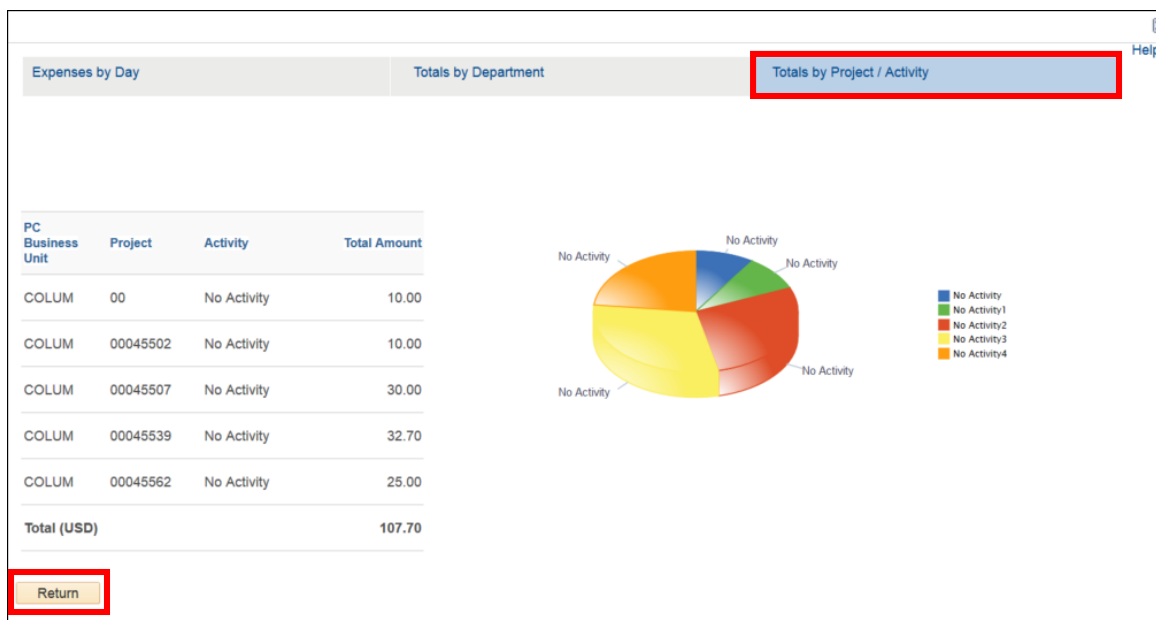 Help
Expenses by Day
Totals by Department
Totals by Project / Activity
PC Business Unit Project Activity Total Amount
COLUM 00 No Activity 10.00
COLUM 00045502 No Activity 10.00
COLUM 00045507 No Activity 30.00
COLUM 00045539 No Activity 32.70
COLUM 00045562 No Activity 25.00
Total (USD) 107.70
No Activity
No Activity
No Activity
No Activity
No Activity
No Activity
No Activity1
No Activity2
No Activity3
No Activity4
Return